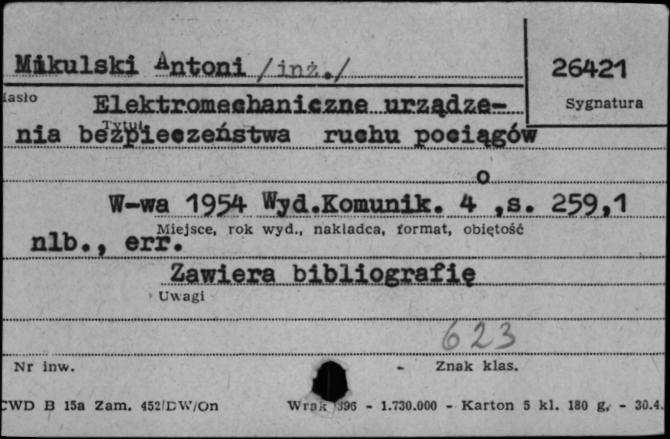 Mikulski Antoni /inż./
26421
Sygnatura
Hasło
Elektromechaniczne urządze-
Tytuł
nia bezpieczeństwa ruchu pociągów
o
W-wa 1954 Wyd.Komunik. 4 ,s. 259,1
Miejsce, rok wyd., nakładca, format, objętość
nlb., err.
Zawiera bibliografię
Uwagi
623
Nr inw.
Znak klas.
CWD B 15a Zam. 452/DW/On Wrak 396 - 1.730.000 - Karton 5 kl. 180 g, - 30.4.